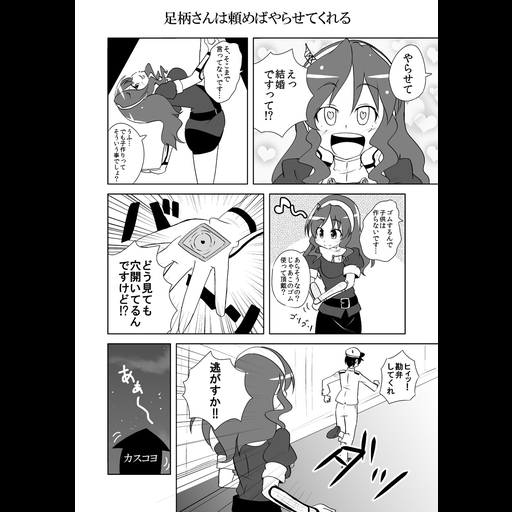 足柄さんは頼めばやらせてくれる
やらせて
えっ
結婚
ですって!?
そ、そこまで
言ってないです…
うふ…
でも子作りって
そういう事でしょ?
ゴムするんで
子供は
作らないです…
あらそうなの?
じゃあこのゴム
使って頂戴?
ゴソゴソ
どう見ても
穴開いてるん
ですけど!?
ヒィッ!
勘弁
してくれ
ダッ
逃がすか!!
あぁ〜
カスコヨ